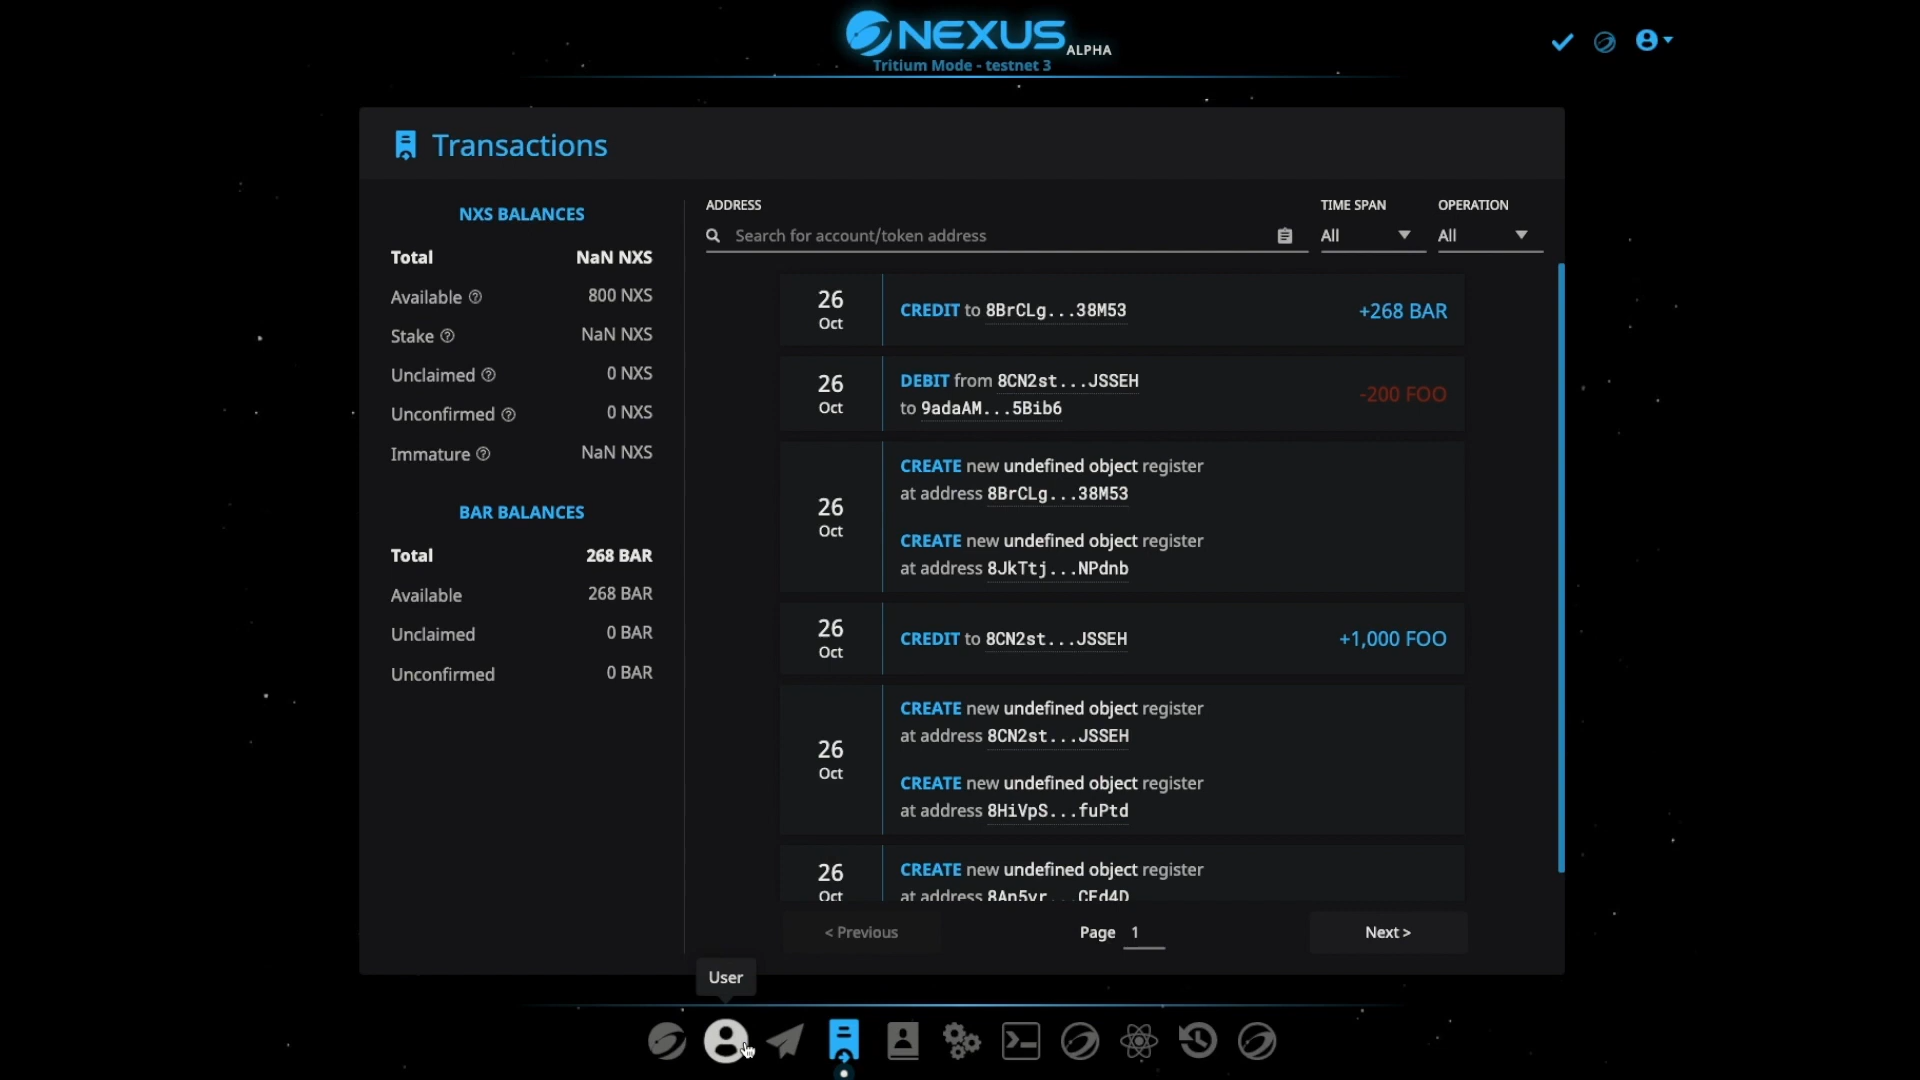 NEXUS ALPHA
Tritium Mode - testnet 3
Transactions
NXS BALANCES
Total NaN NXS
Available 800 NXS
Stake NaN NXS
Unclaimed 0 NXS
Unconfirmed 0 NXS
Immature NaN NXS
BAR BALANCES
Total 268 BAR
Available 268 BAR
Unclaimed 0 BAR
Unconfirmed 0 BAR
ADDRESS TIME SPAN OPERATION
Search for account/token address All All
26 Oct
CREDIT to 8BrCLg...38M53 +268 BAR
26 Oct
DEBIT from 8CN2st...JSSEH
to 9adaAM...5Bib6 -200 FOO
26 Oct
CREATE new undefined object register
at address 8BrCLg...38M53
CREATE new undefined object register
at address 8JkTtj...NPdnb
26 Oct
CREDIT to 8CN2st...JSSEH +1,000 FOO
26 Oct
CREATE new undefined object register
at address 8CN2st...JSSEH
CREATE new undefined object register
at address 8HiVpS...fuPtd
26 Oct
CREATE new undefined object register
at address
< Previous Page 1 Next >
User